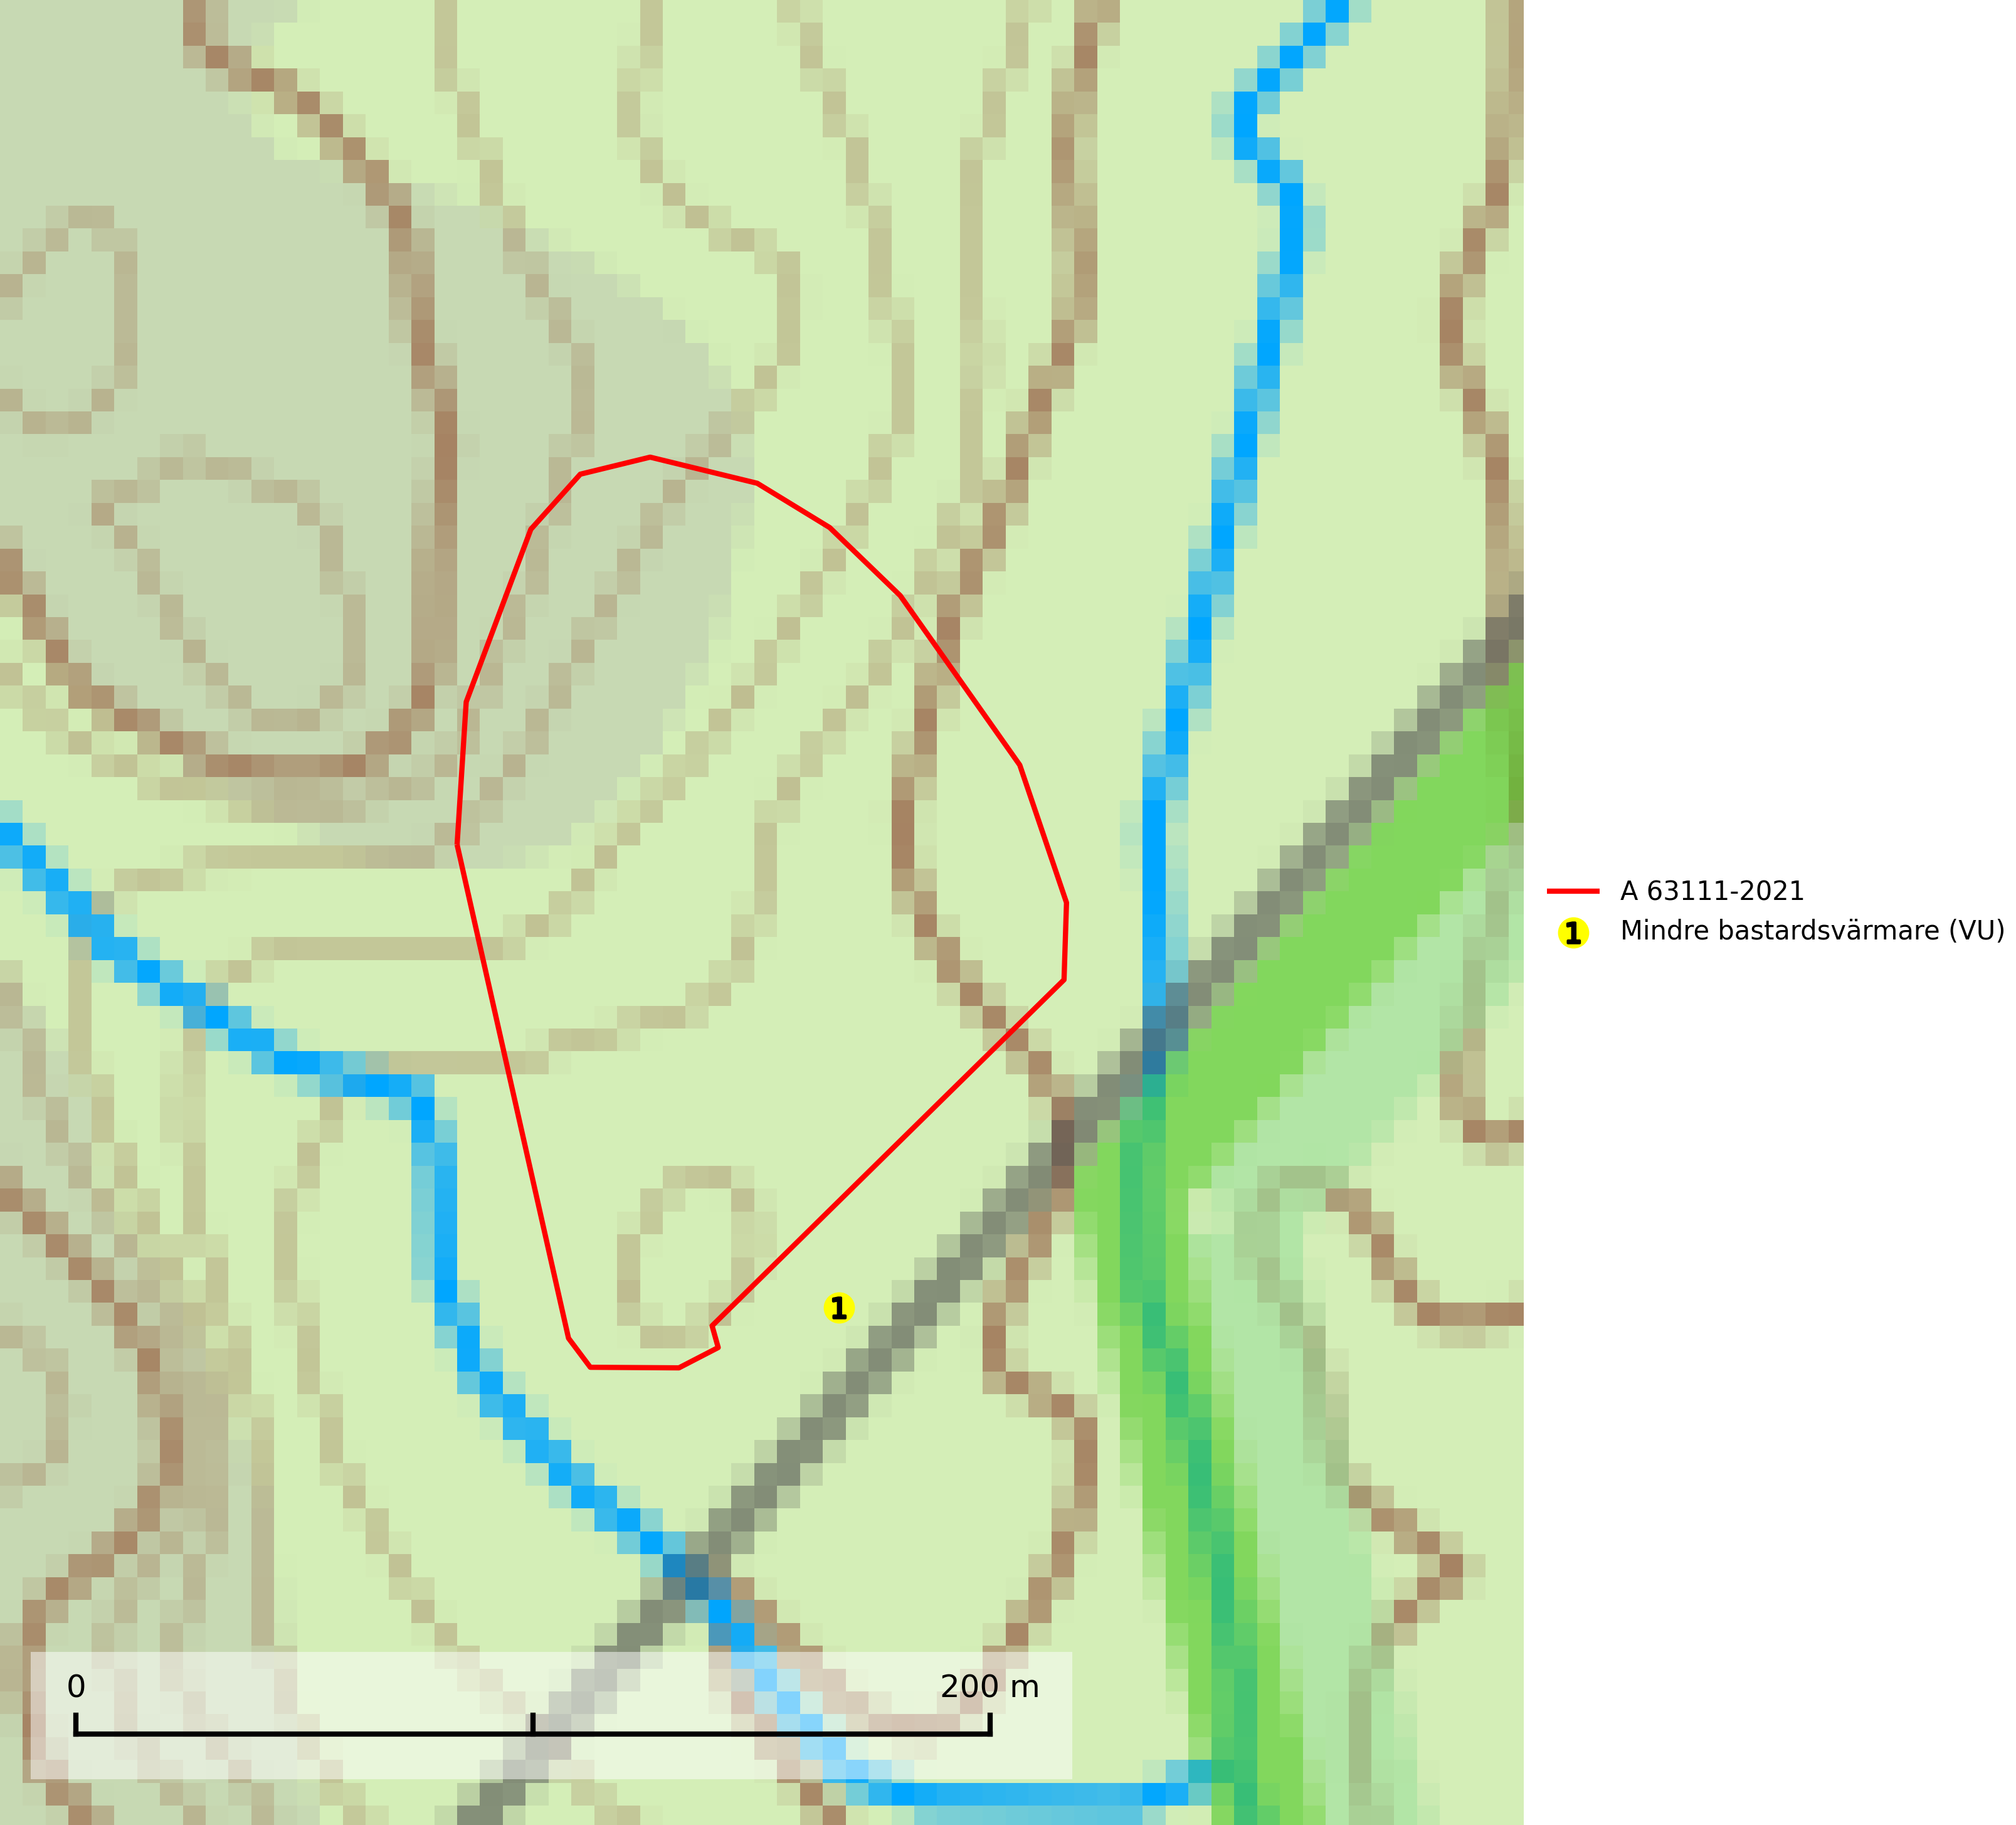 A 63111-2021
1 Mindre bastardsvärmare (VU)
1
0 200 m